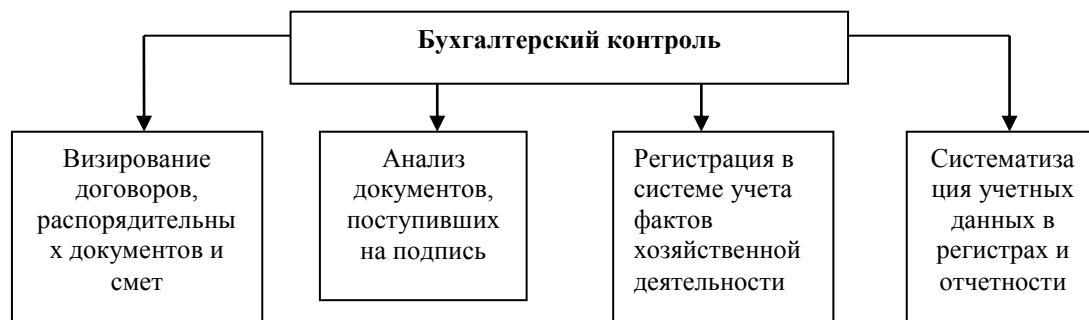 Бухгалтерский контроль
Визирование
договоров,
распорядительны
х документов и
смет
Анализ
документов,
поступивших
на подпись
Регистрация в
системе учета
фактов
хозяйственной
деятельности
Систематиза
ция учетных
данных в
регистрах и
отчетности